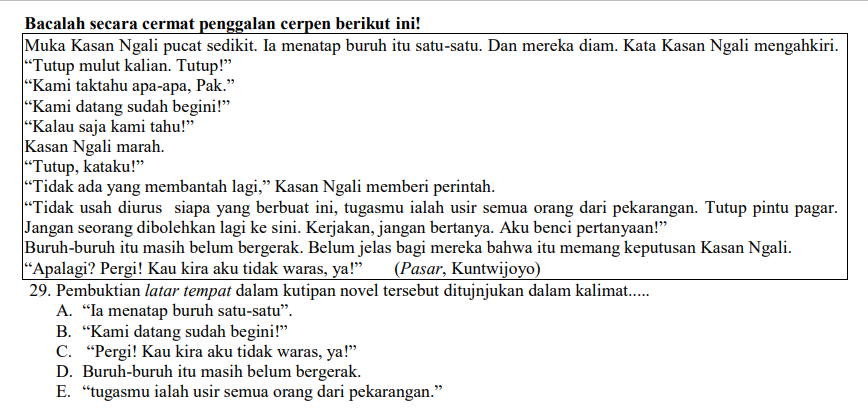 Bacalah secara cermat penggalan cerpen berikut ini!
Muka Kasan Ngali pucat sedikit. Ia menatap buruh itu satu-satu. Dan mereka diam. Kata Kasan Ngali mengahkiri.
“Tutup mulut kalian. Tutup!”
“Kami taktahu apa-apa, Pak.”
“Kami datang sudah begini!”
“Kalau saja kami tahu!”
Kasan Ngali marah.
“Tutup, kataku!”
“Tidak ada yang membantah lagi,” Kasan Ngali memberi perintah.
“Tidak usah diurus siapa yang berbuat ini, tugasmu ialah usir semua orang dari pekarangan. Tutup pintu pagar.
Jangan seorang dibolehkan lagi ke sini. Kerjakan, jangan bertanya. Aku benci pertanyaan!”
Buruh-buruh itu masih belum bergerak. Belum jelas bagi mereka bahwa itu memang keputusan Kasan Ngali.
“Apalagi? Pergi! Kau kira aku tidak waras, ya!” (Pasar, Kuntwijoyo)
29. Pembuktian latar tempat dalam kutipan novel tersebut ditujnjukan dalam kalimat.....
A. “Ia menatap buruh satu-satu”.
B. “Kami datang sudah begini!”
C. “Pergi! Kau kira aku tidak waras, ya!”
D. Buruh-buruh itu masih belum bergerak.
E. “tugasmu ialah usir semua orang dari pekarangan.”